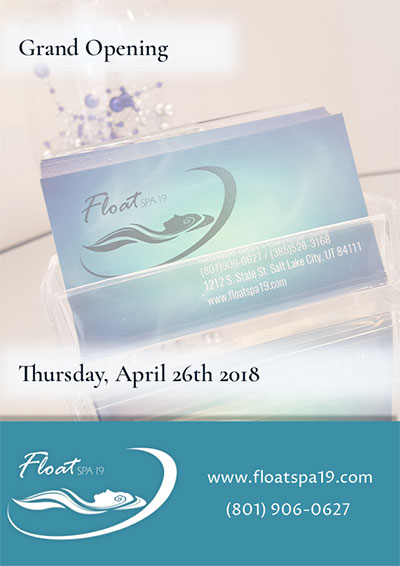 Grand Opening
Float SPA 19
(801)906-0627 / (385)528-3168
1212 S. State St. Salt Lake City, UT 84111
www.floatspa19.com
Thursday, April 26th 2018
Float SPA 19
www.floatspa19.com
(801) 906-0627